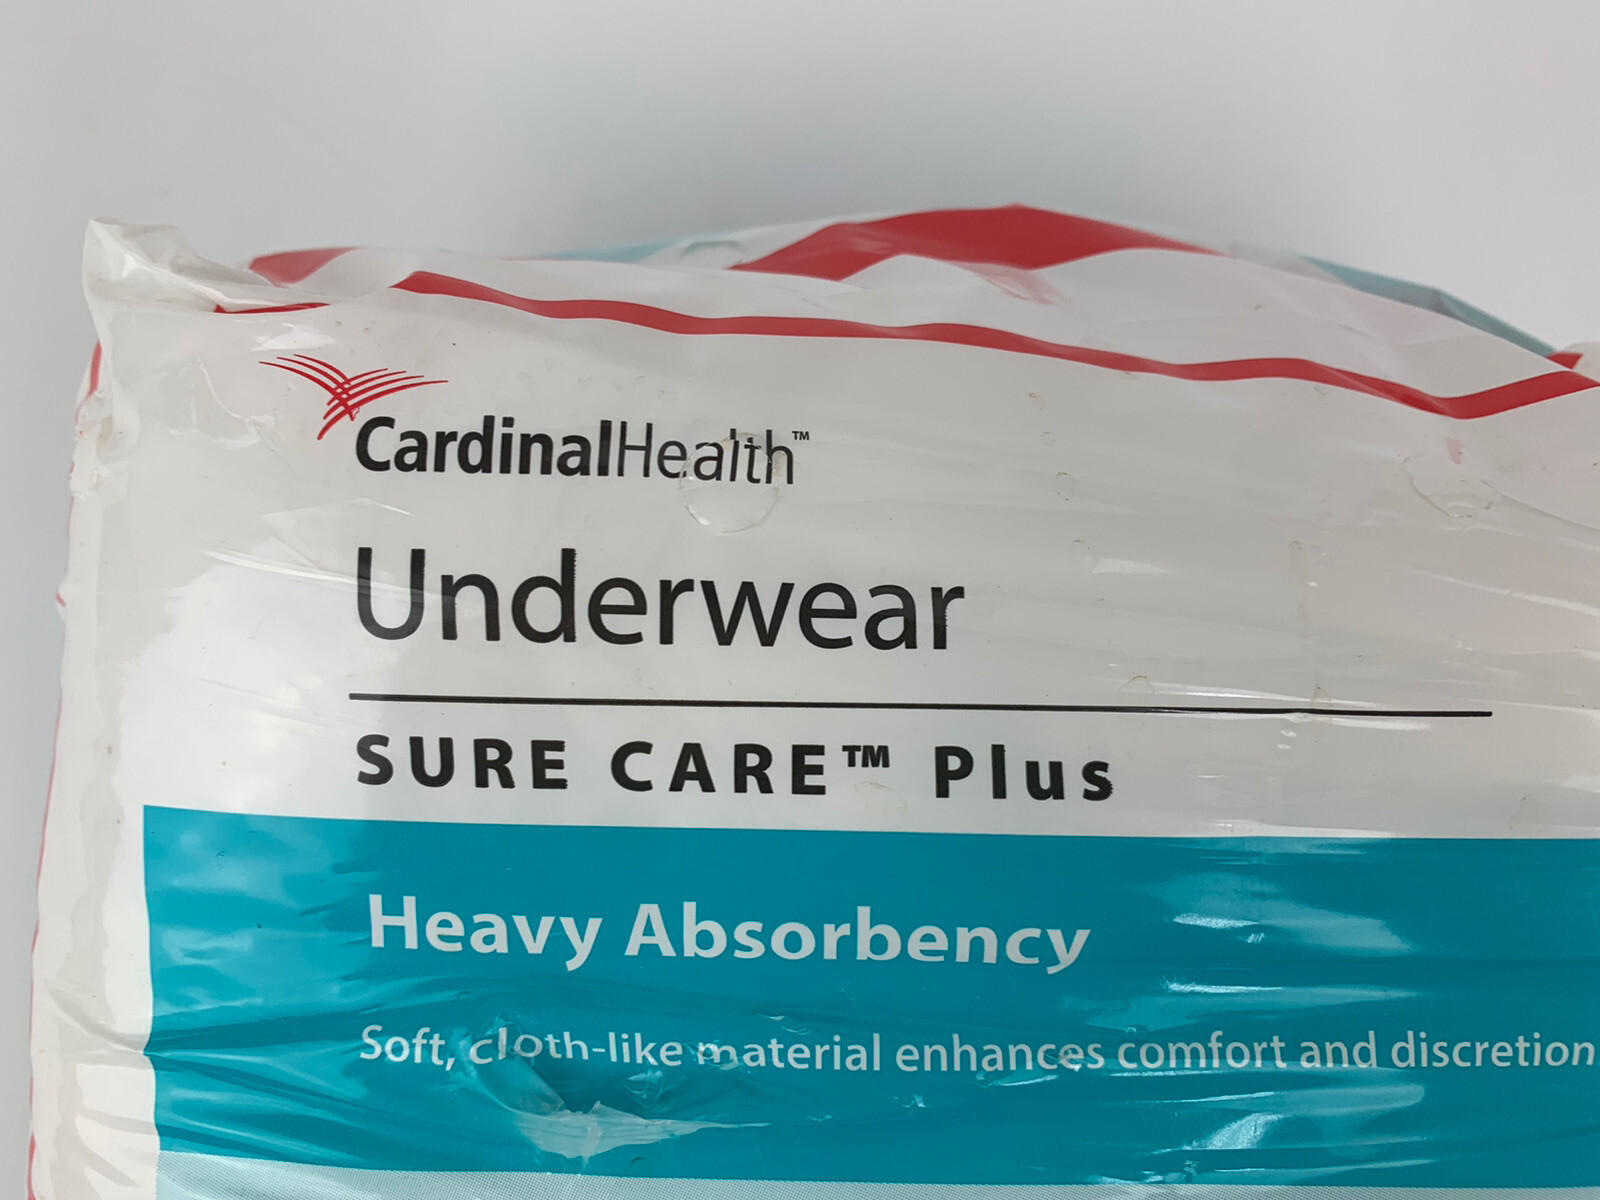 CardinalHealth™
Underwear
SURE CARE™ Plus
Heavy Absorbency
Soft, cloth-like material enhances comfort and discretion